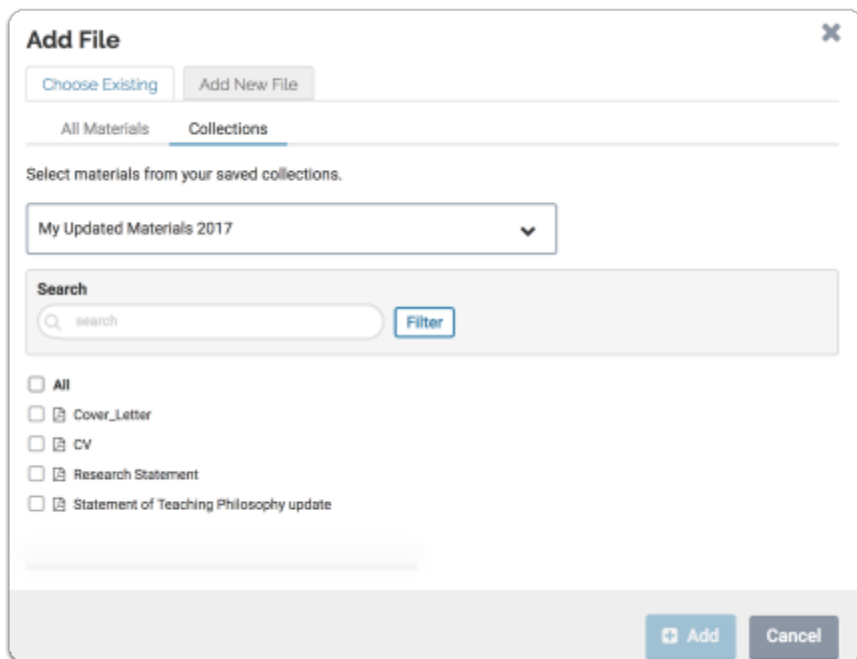 Add File
Choose Existing Add New File
All Materials Collections
Select materials from your saved collections.
My Updated Materials 2017
Search
search Filter
All
Cover_Letter
CV
Research Statement
Statement of Teaching Philosophy update
Add Cancel